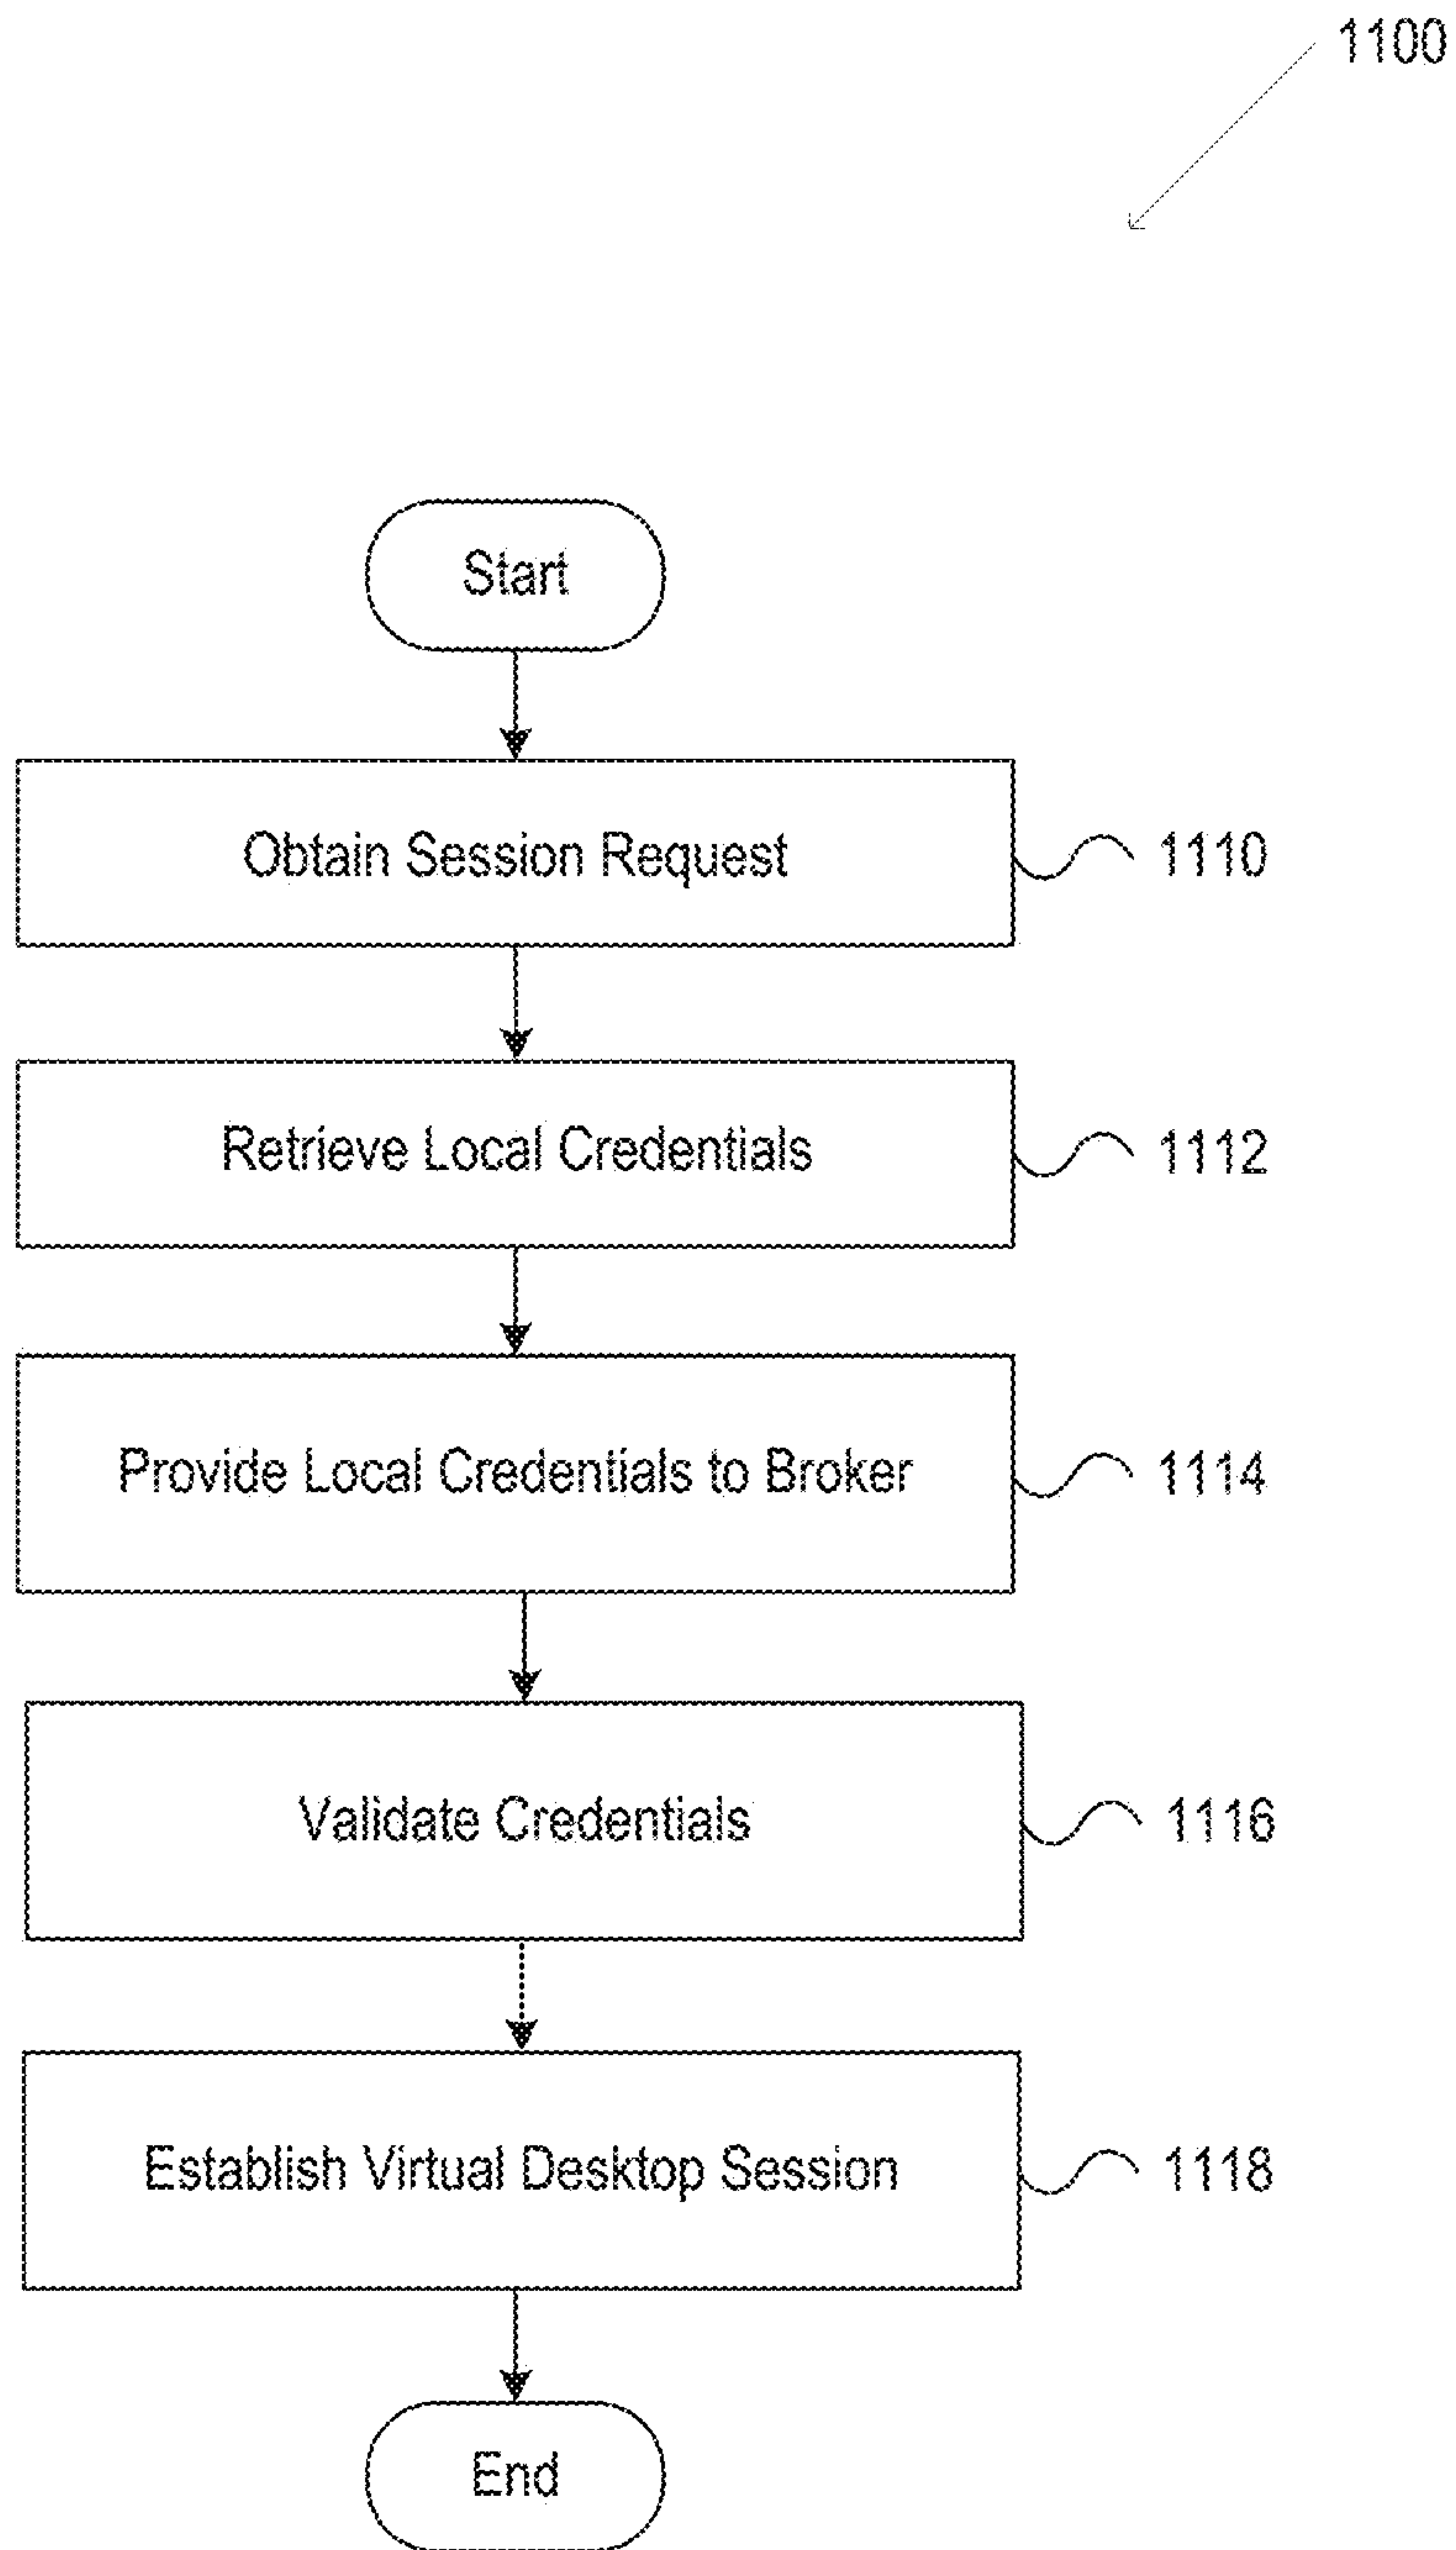 1100
Start
Obtain Session Request 1110
Retrieve Local Credentials 1112
Provide Local Credentials to Broker 1114
Validate Credentials 1116
Establish Virtual Desktop Session 1118
End